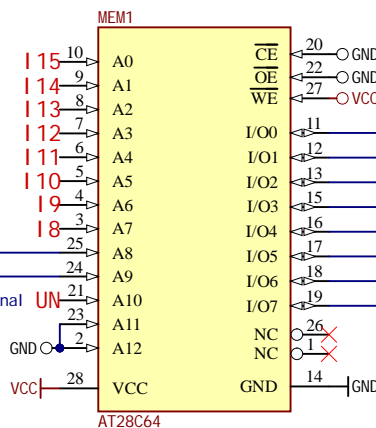 MEM1
I15 10 A0 CE 20 GND
I14 9 A1 OE 22 GND
I13 8 A2 WE 27 VCC
I12 7 A3 I/O0 11
I11 6 A4 I/O1 12
I10 5 A5 I/O2 13
I9 4 A6 I/O3 15
I8 3 A7 I/O4 16
25 A8 I/O5 17
24 A9 I/O6 18
nal UN 21 A10 I/O7 19
23 A11 NC 26
GND 2 A12 NC 1
VCC 28 VCC GND 14 GND
AT28C64